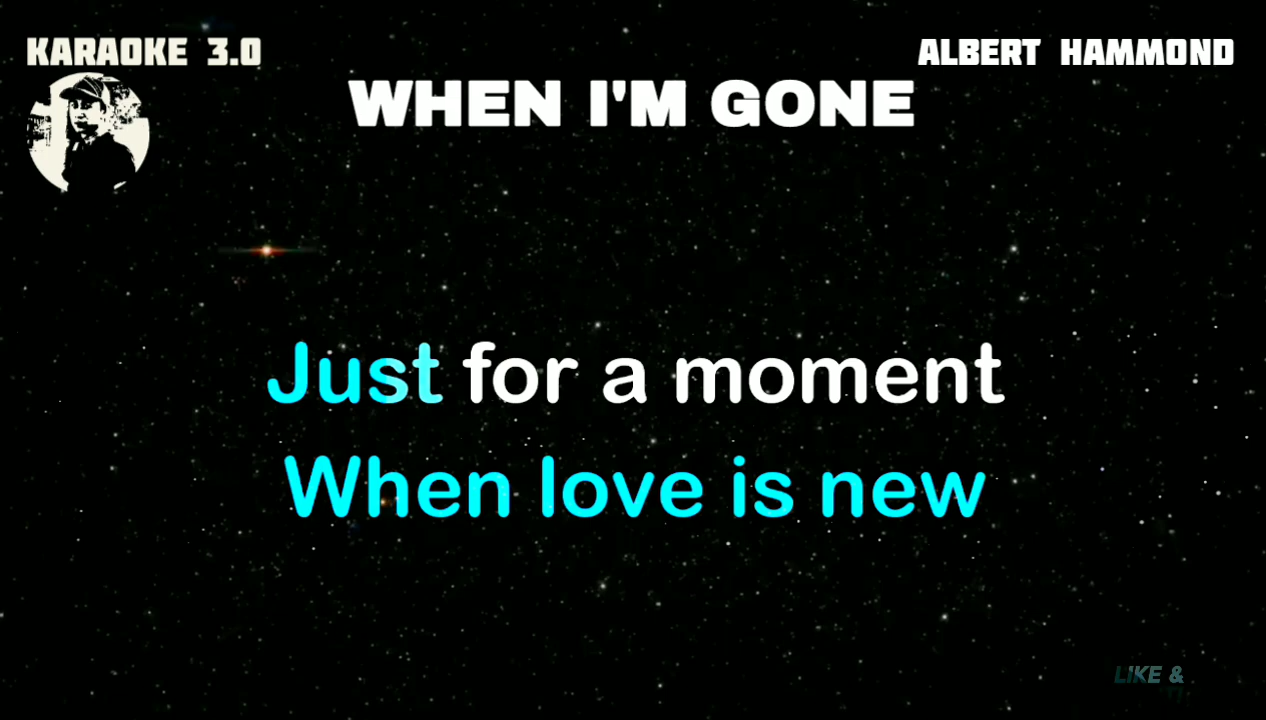 KARAOKE 3.0
ALBERT HAMMOND
WHEN I'M GONE
Just for a moment
When love is new
LIKE &